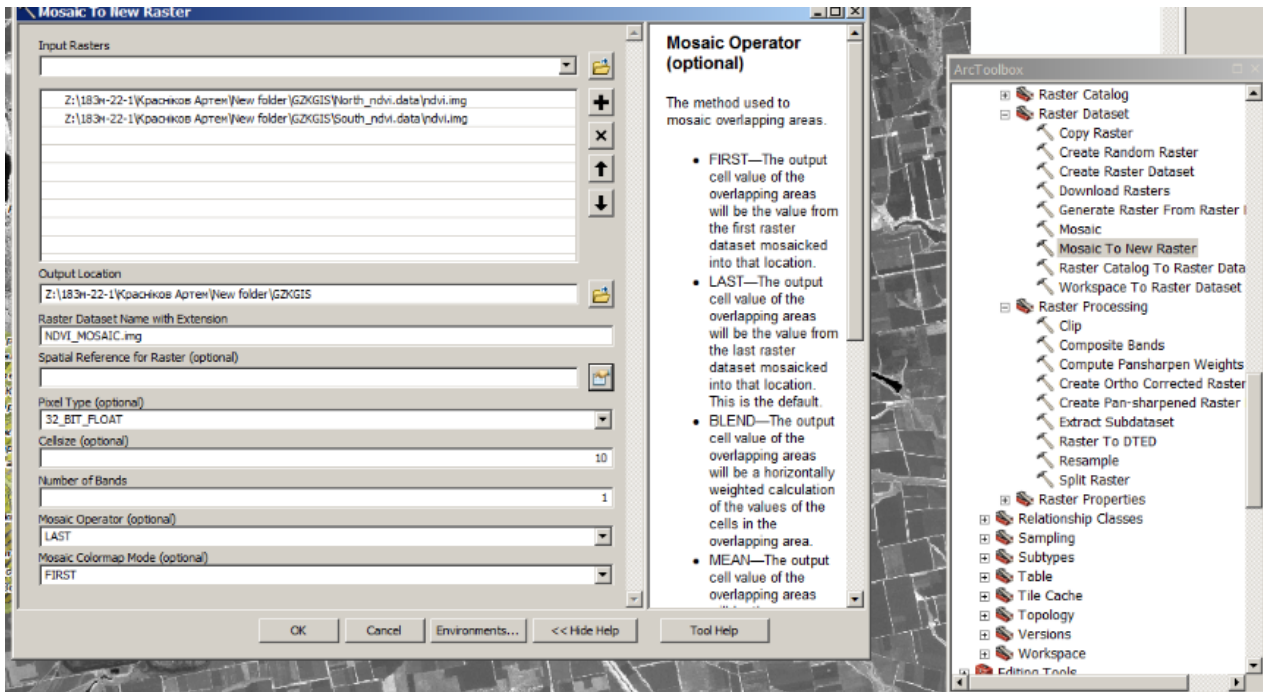 Mosaic To New Raster
Input Rasters
Z:\183м-22-1\Красніков Артем\New folder\GZKGIS\North_ndvi.data\ndvi.img
Z:\183м-22-1\Красніков Артем\New folder\GZKGIS\South_ndvi.data\ndvi.img
Output Location
Z:\183м-22-1\Красніков Артем\New folder\GZKGIS
Raster Dataset Name with Extension
NDVI_MOSAIC.img
Spatial Reference for Raster (optional)
Pixel Type (optional)
32_BIT_FLOAT
Cellsize (optional)
10
Number of Bands
1
Mosaic Operator (optional)
LAST
Mosaic Colormap Mode (optional)
FIRST
OK
Cancel
Environments...
<< Hide Help
Tool Help
Mosaic Operator
(optional)
The method used to
mosaic overlapping areas.
• FIRST—The output
cell value of the
overlapping areas
will be the value from
the first raster
dataset mosaicked
into that location.
• LAST—The output
cell value of the
overlapping areas
will be the value from
the last raster
dataset mosaicked
into that location.
This is the default.
• BLEND—The output
cell value of the
overlapping areas
will be a horizontally
weighted calculation
of the values of the
cells in the
overlapping area.
• MEAN—The output
cell value of the
overlapping areas
ArcToolbox
Raster Catalog
Raster Dataset
Copy Raster
Create Random Raster
Create Raster Dataset
Download Rasters
Generate Raster From Raster
Mosaic
Mosaic To New Raster
Raster Catalog To Raster Data
Workspace To Raster Dataset
Raster Processing
Clip
Composite Bands
Compute Pansharpen Weights
Create Ortho Corrected Raster
Create Pan-sharpened Raster
Extract Subdataset
Raster To DTED
Resample
Split Raster
Raster Properties
Relationship Classes
Sampling
Subtypes
Table
Tile Cache
Topology
Versions
Workspace
Editing Tools